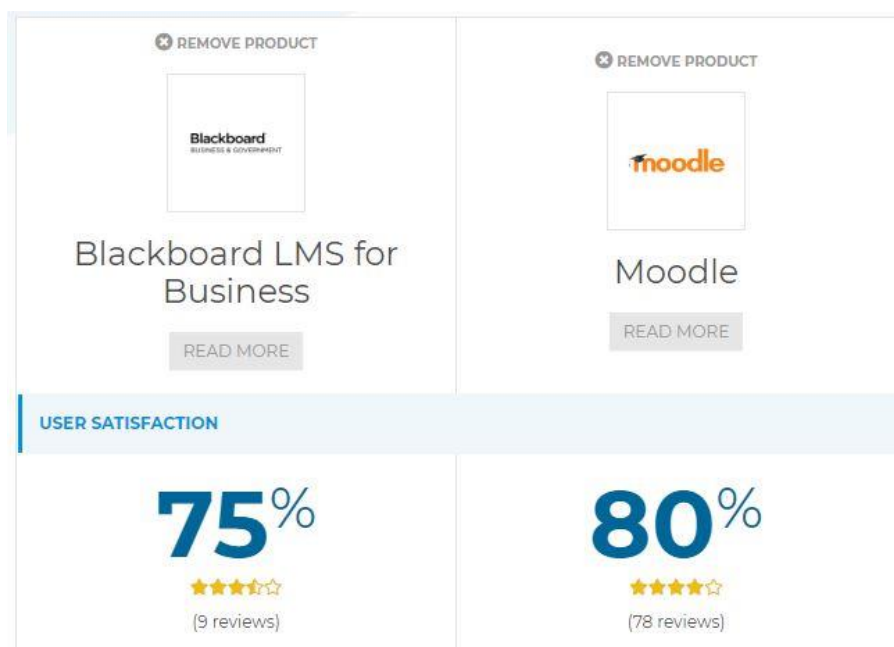 REMOVE PRODUCT
Blackboard
BUSINESS & GOVERNMENT
Blackboard LMS for
Business
READ MORE
REMOVE PRODUCT
moodle
Moodle
READ MORE
USER SATISFACTION
75%
(9 reviews)
80%
(78 reviews)